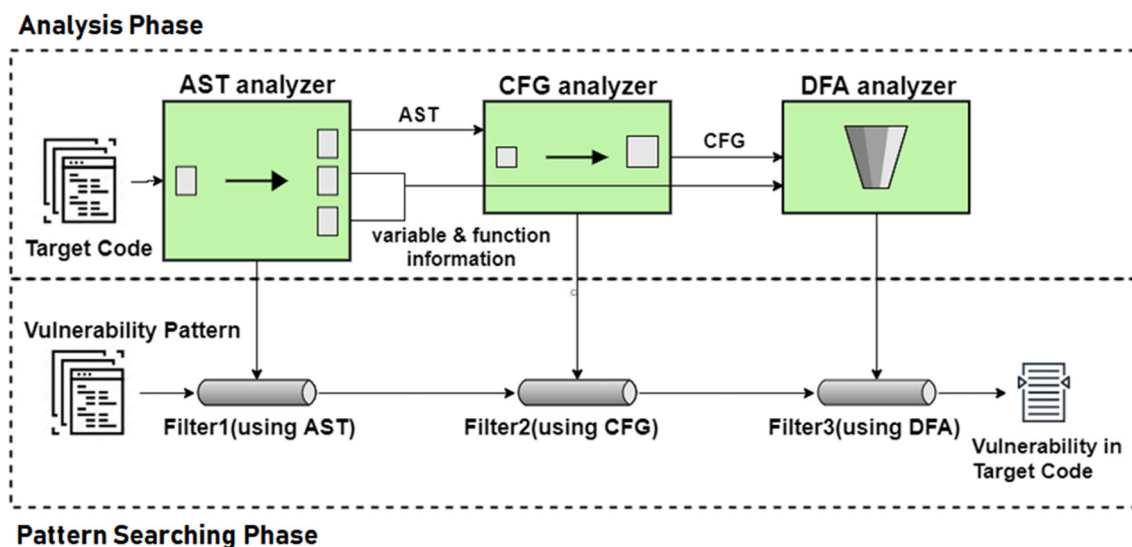 Analysis Phase
AST analyzer
CFG analyzer
DFA analyzer
AST
CFG
Target Code
variable & function
information
Vulnerability Pattern
Filter1(using AST)
Filter2(using CFG)
Filter3(using DFA)
Vulnerability in
Target Code
Pattern Searching Phase